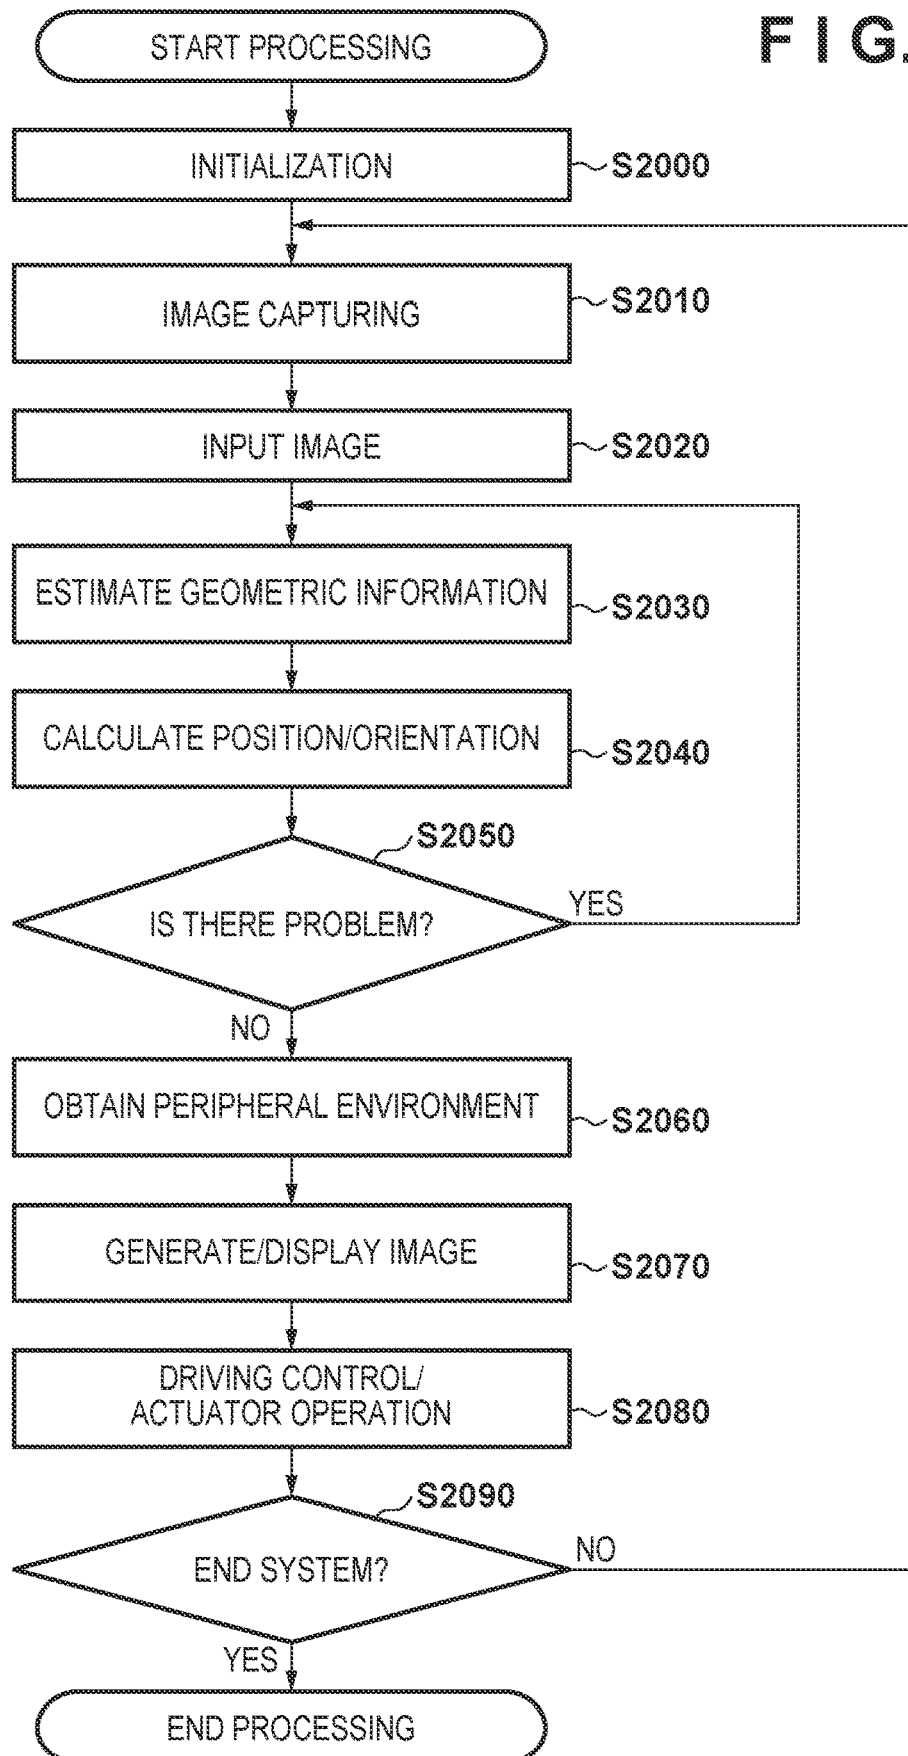 FIG.
START PROCESSING
INITIALIZATION
S2000
IMAGE CAPTURING
S2010
INPUT IMAGE
S2020
ESTIMATE GEOMETRIC INFORMATION
S2030
CALCULATE POSITION/ORIENTATION
S2040
S2050
IS THERE PROBLEM?
YES
NO
OBTAIN PERIPHERAL ENVIRONMENT
S2060
GENERATE/DISPLAY IMAGE
S2070
DRIVING CONTROL/
ACTUATOR OPERATION
S2080
S2090
END SYSTEM?
NO
YES
END PROCESSING